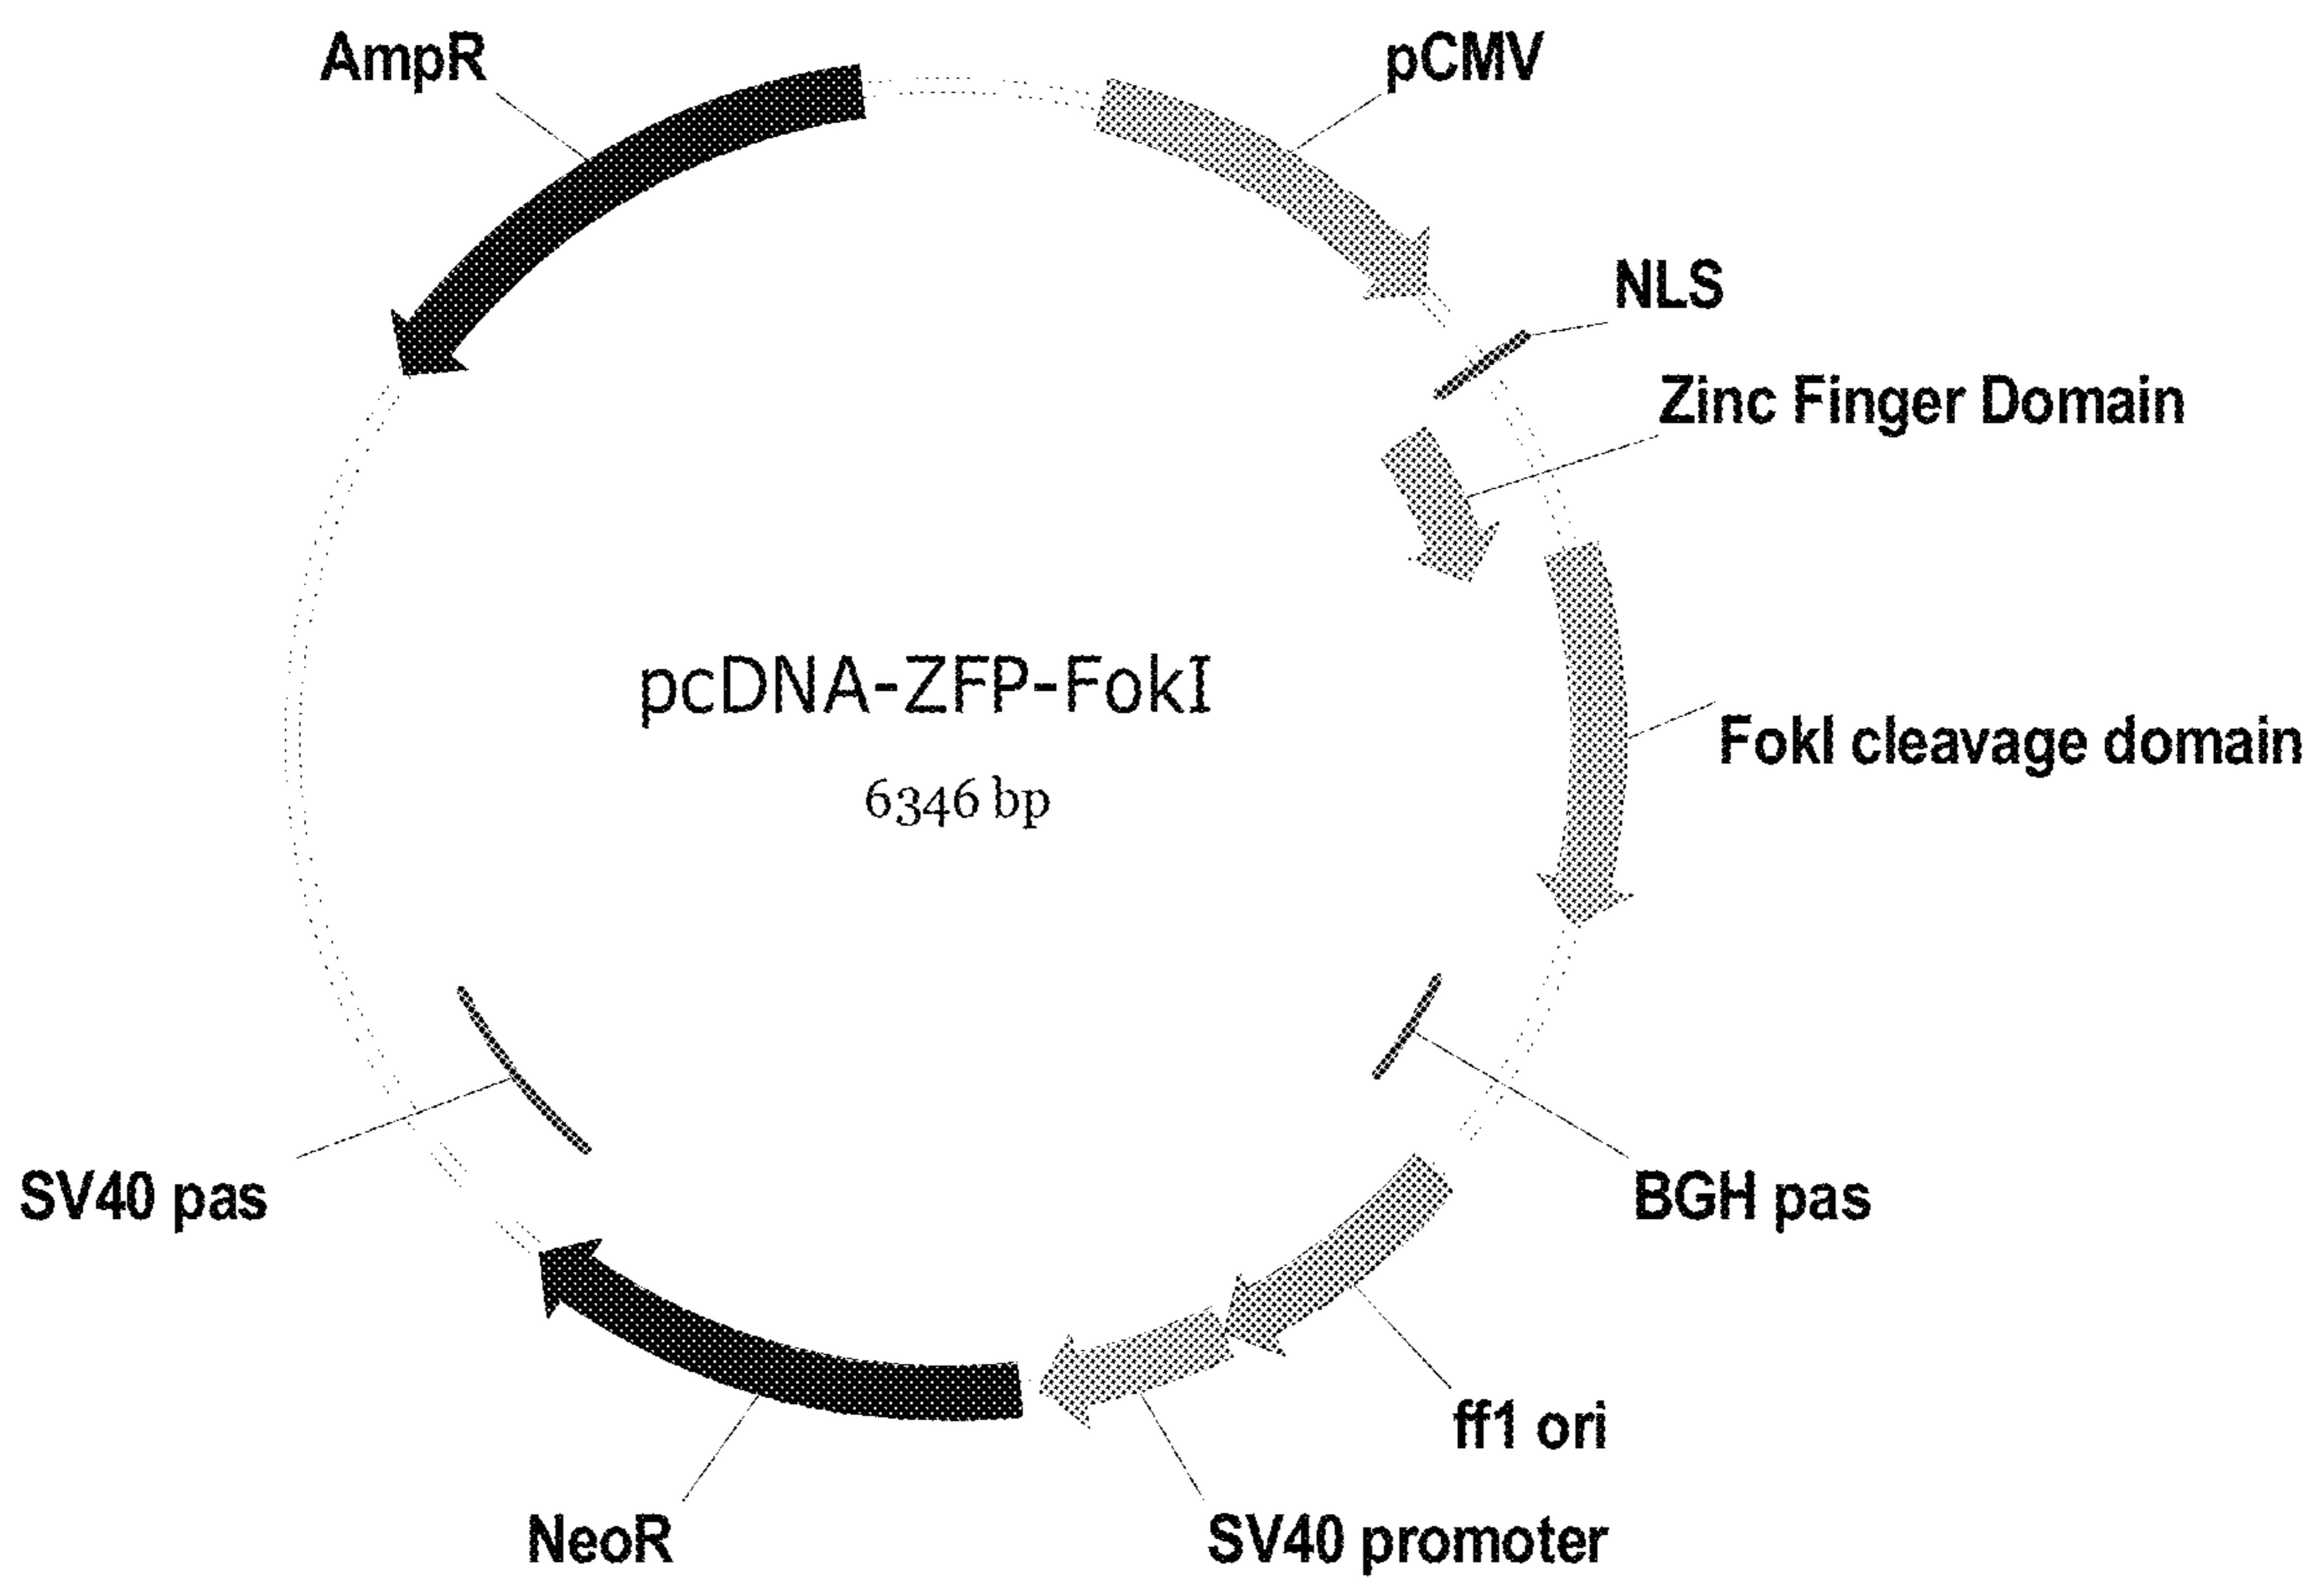 AmpR
pCMV
NLS
Zinc Finger Domain
pcDNA-ZFP-FokI
6346 bp
FokI cleavage domain
SV40 pas
BGH pas
ff1 ori
NeoR
SV40 promoter